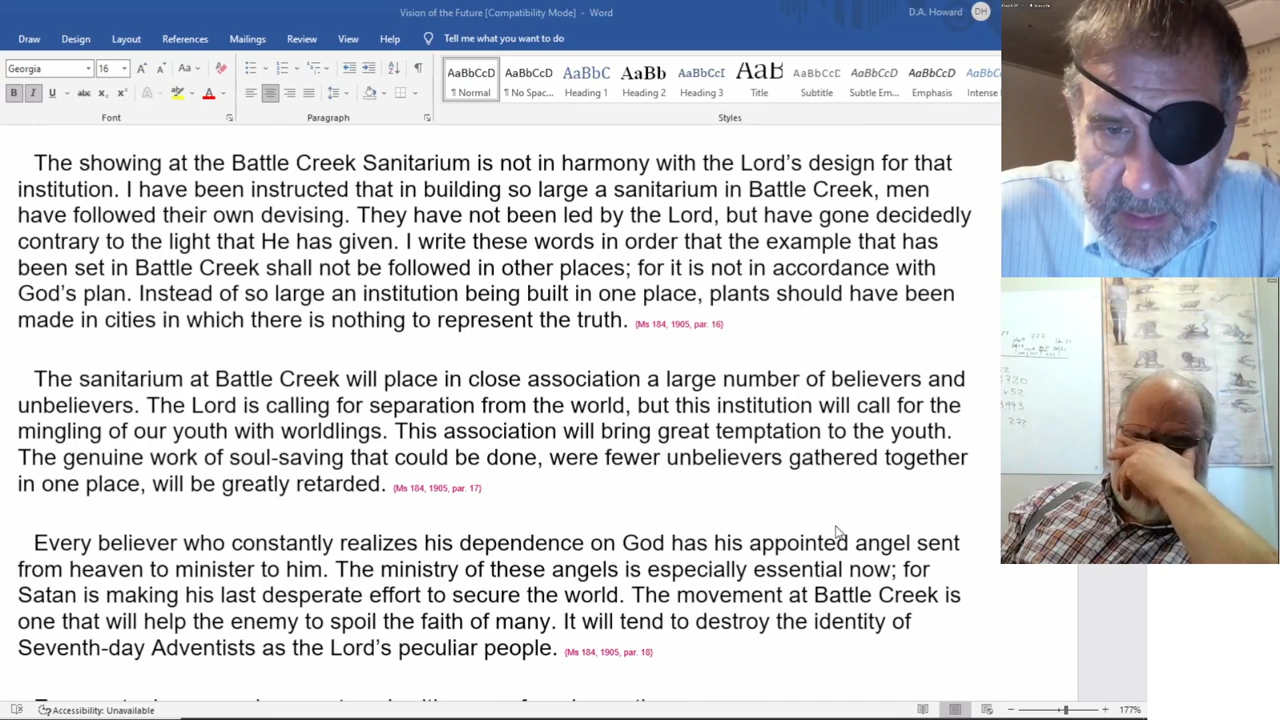 Vision of the Future [Compatibility Mode] - Word
D.A. Howard DH
Draw Design Layout References Mailings Review View Help Tell me what you want to do
Georgia 16
AaBbCcD AaBbCcD AaBbC AaBb AaBbCcI AaB AaBbCcD AaBbCcD AaBbCcD AaBbCcD
¶ Normal ¶ No Spac... Heading 1 Heading 2 Heading 3 Title Subtitle Subtle Em... Emphasis Intense
Font Paragraph Styles
The showing at the Battle Creek Sanitarium is not in harmony with the Lord's design for that
institution. I have been instructed that in building so large a sanitarium in Battle Creek, men
have followed their own devising. They have not been led by the Lord, but have gone decidedly
contrary to the light that He has given. I write these words in order that the example that has
been set in Battle Creek shall not be followed in other places; for it is not in accordance with
God's plan. Instead of so large an institution being built in one place, plants should have been
made in cities in which there is nothing to represent the truth. {Ms 184, 1905, par. 16}
The sanitarium at Battle Creek will place in close association a large number of believers and
unbelievers. The Lord is calling for separation from the world, but this institution will call for the
mingling of our youth with worldlings. This association will bring great temptation to the youth.
The genuine work of soul-saving that could be done, were fewer unbelievers gathered together
in one place, will be greatly retarded. {Ms 184, 1905, par. 17}
Every believer who constantly realizes his dependence on God has his appointed angel sent
from heaven to minister to him. The ministry of these angels is especially essential now; for
Satan is making his last desperate effort to secure the world. The movement at Battle Creek is
one that will help the enemy to spoil the faith of many. It will tend to destroy the identity of
Seventh-day Adventists as the Lord's peculiar people. {Ms 184, 1905, par. 18}
Accessibility: Unavailable
177%